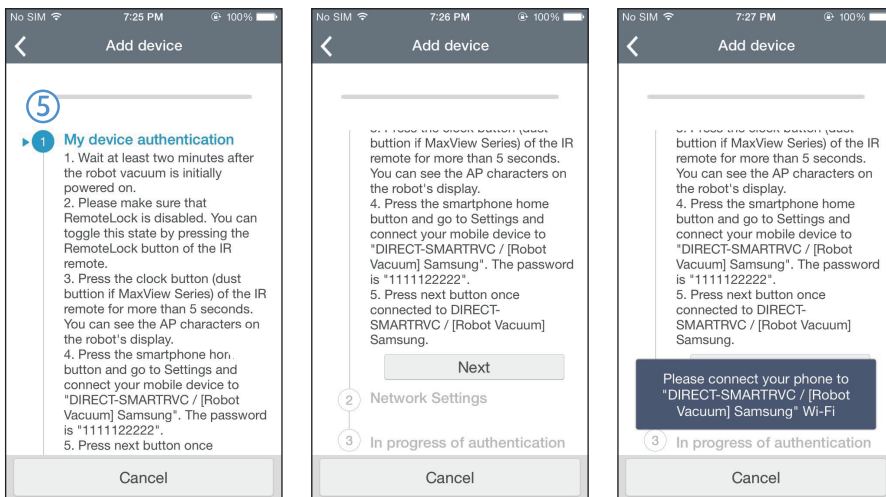 No SIM 7:25 PM 100%
Add device
5
1 My device authentication
1. Wait at least two minutes after
the robot vacuum is initially
powered on.
2. Please make sure that
RemoteLock is disabled. You can
toggle this state by pressing the
RemoteLock button of the IR
remote.
3. Press the clock button (dust
buttion if MaxView Series) of the IR
remote for more than 5 seconds.
You can see the AP characters on
the robot's display.
4. Press the smartphone
button and go to Settings and
connect your mobile device to
"DIRECT-SMARTRVC / [Robot
Vacuum] Samsung". The password
is "1111122222".
5. Press next button once
Cancel
No SIM 7:26 PM 100%
Add device
buttion if MaxView Series) of the IR
remote for more than 5 seconds.
You can see the AP characters on
the robot's display.
4. Press the smartphone home
button and go to Settings and
connect your mobile device to
"DIRECT-SMARTRVC / [Robot
Vacuum] Samsung". The password
is "1111122222".
5. Press next button once
connected to DIRECT-
SMARTRVC / [Robot Vacuum]
Samsung.
Next
2 Network Settings
3 In progress of authentication
Cancel
No SIM 7:27 PM 100%
Add device
buttion if MaxView Series) of the IR
remote for more than 5 seconds.
You can see the AP characters on
the robot's display.
4. Press the smartphone home
button and go to Settings and
connect your mobile device to
"DIRECT-SMARTRVC / [Robot
Vacuum] Samsung". The password
is "1111122222".
5. Press next button once
connected to DIRECT-
SMARTRVC / [Robot Vacuum]
Samsung.
Please connect your phone to
"DIRECT-SMARTRVC / [Robot
Vacuum] Samsung" Wi-Fi
3 In progress of authentication
Cancel